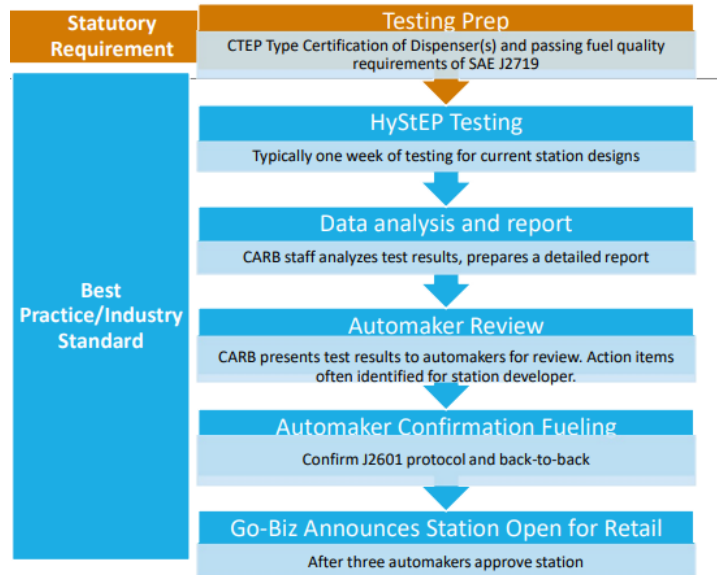 Statutory
Requirement
Testing Prep
CTEP Type Certification of Dispenser(s) and passing fuel quality
requirements of SAE J2719
Best
Practice/Industry
Standard
HyStEP Testing
Typically one week of testing for current station designs
Data analysis and report
CARB staff analyzes test results, prepares a detailed report
Automaker Review
CARB presents test results to automakers for review. Action items
often identified for station developer.
Automaker Confirmation Fueling
Confirm J2601 protocol and back-to-back
Go-Biz Announces Station Open for Retail
After three automakers approve station